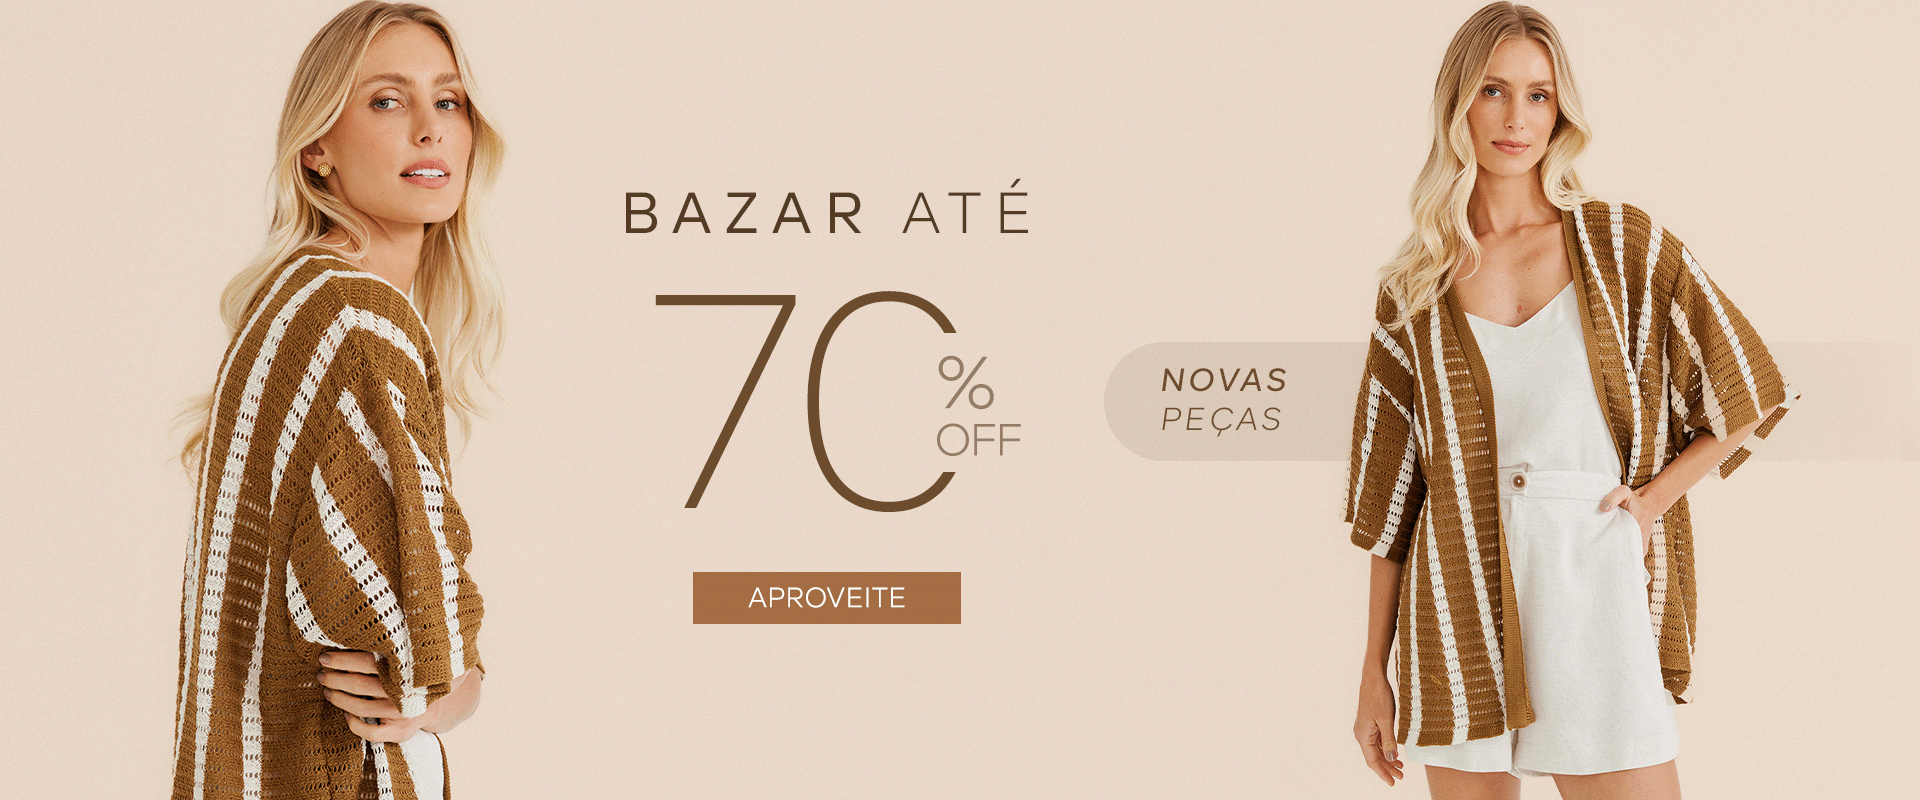 BAZAR ATÉ
70%
OFF
APROVEITE
NOVAS
PEÇAS